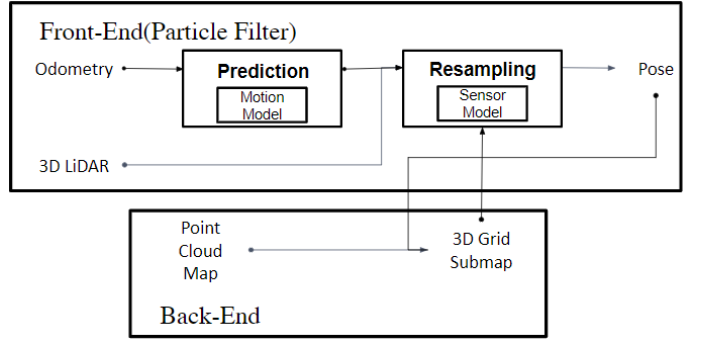 Front-End(Particle Filter)
Odometry
Prediction
Motion
Model
Resampling
Sensor
Model
Pose
3D LiDAR
Point
Cloud
Map
3D Grid
Submap
Back-End